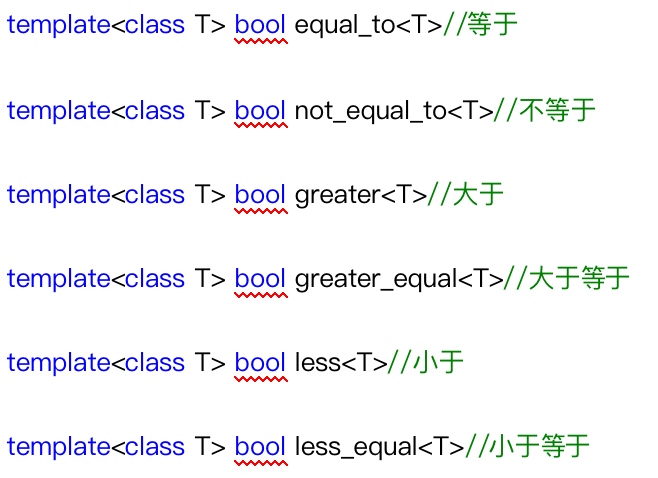 template<class T> bool equal_to<T>//等于
template<class T> bool not_equal_to<T>//不等于
template<class T> bool greater<T>//大于
template<class T> bool greater_equal<T>//大于等于
template<class T> bool less<T>//小于
template<class T> bool less_equal<T>//小于等于